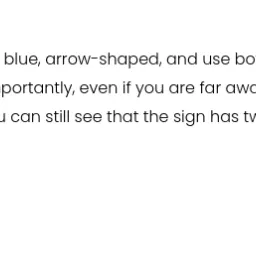 blue, arrow-shaped, and use bo
portantly, even if you are far awa
u can still see that the sign has tw